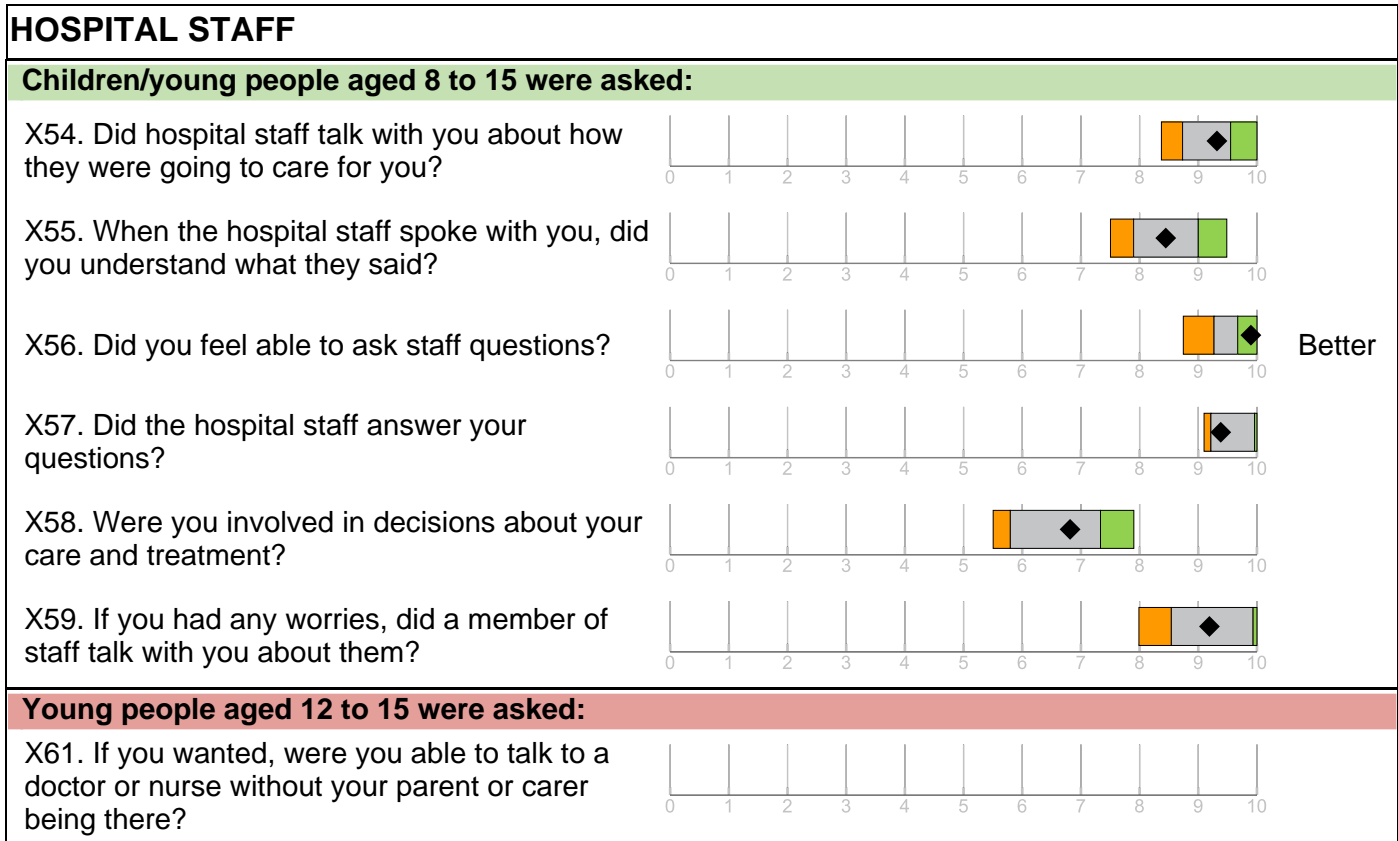 HOSPITAL STAFF
Children/young people aged 8 to 15 were asked:
X54. Did hospital staff talk with you about how
they were going to care for you?
0 1 2 3 4 5 6 7 8 9 10
X55. When the hospital staff spoke with you, did
you understand what they said?
0 1 2 3 4 5 6 7 8 9 10
X56. Did you feel able to ask staff questions?
Better
0 1 2 3 4 5 6 7 8 9 10
X57. Did the hospital staff answer your
questions?
0 1 2 3 4 5 6 7 8 9 10
X58. Were you involved in decisions about your
care and treatment?
0 1 2 3 4 5 6 7 8 9 10
X59. If you had any worries, did a member of
staff talk with you about them?
0 1 2 3 4 5 6 7 8 9 10
Young people aged 12 to 15 were asked:
X61. If you wanted, were you able to talk to a
doctor or nurse without your parent or carer
being there?
0 1 2 3 4 5 6 7 8 9 10